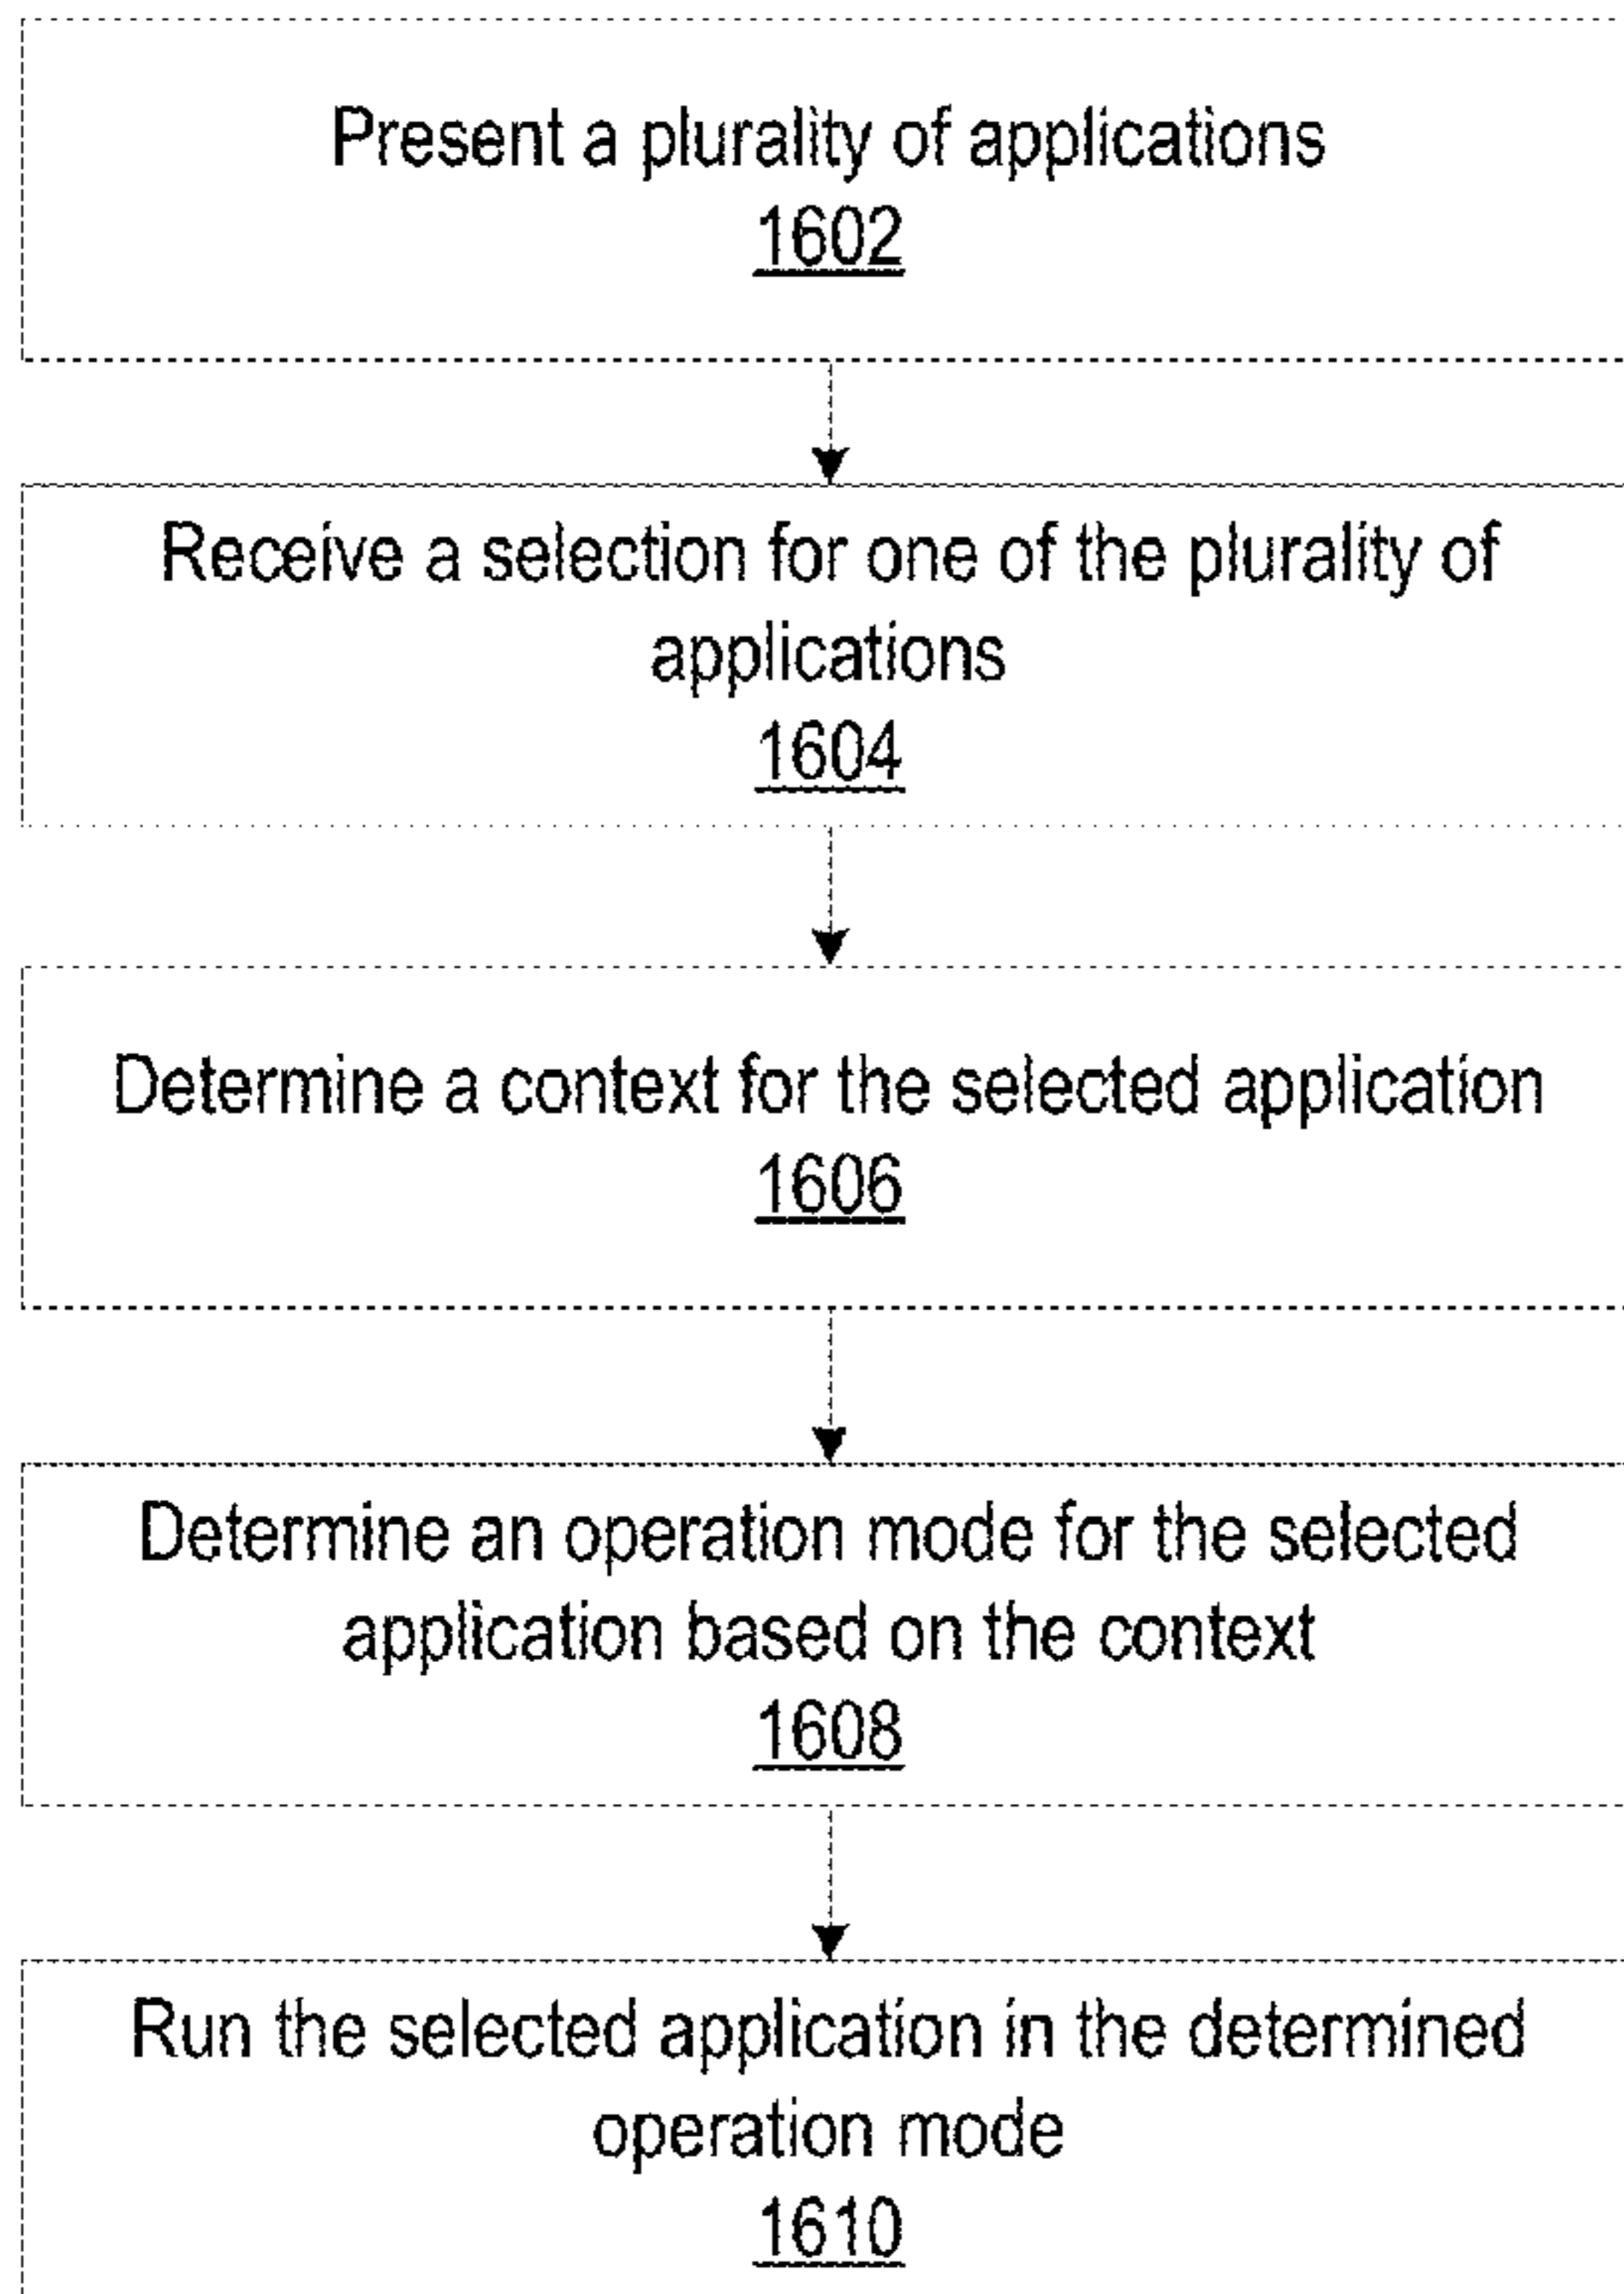 Present a plurality of applications
1602
Receive a selection for one of the plurality of
applications
1604
Determine a context for the selected application
1606
Determine an operation mode for the selected
application based on the context
1608
Run the selected application in the determined
operation mode
1610